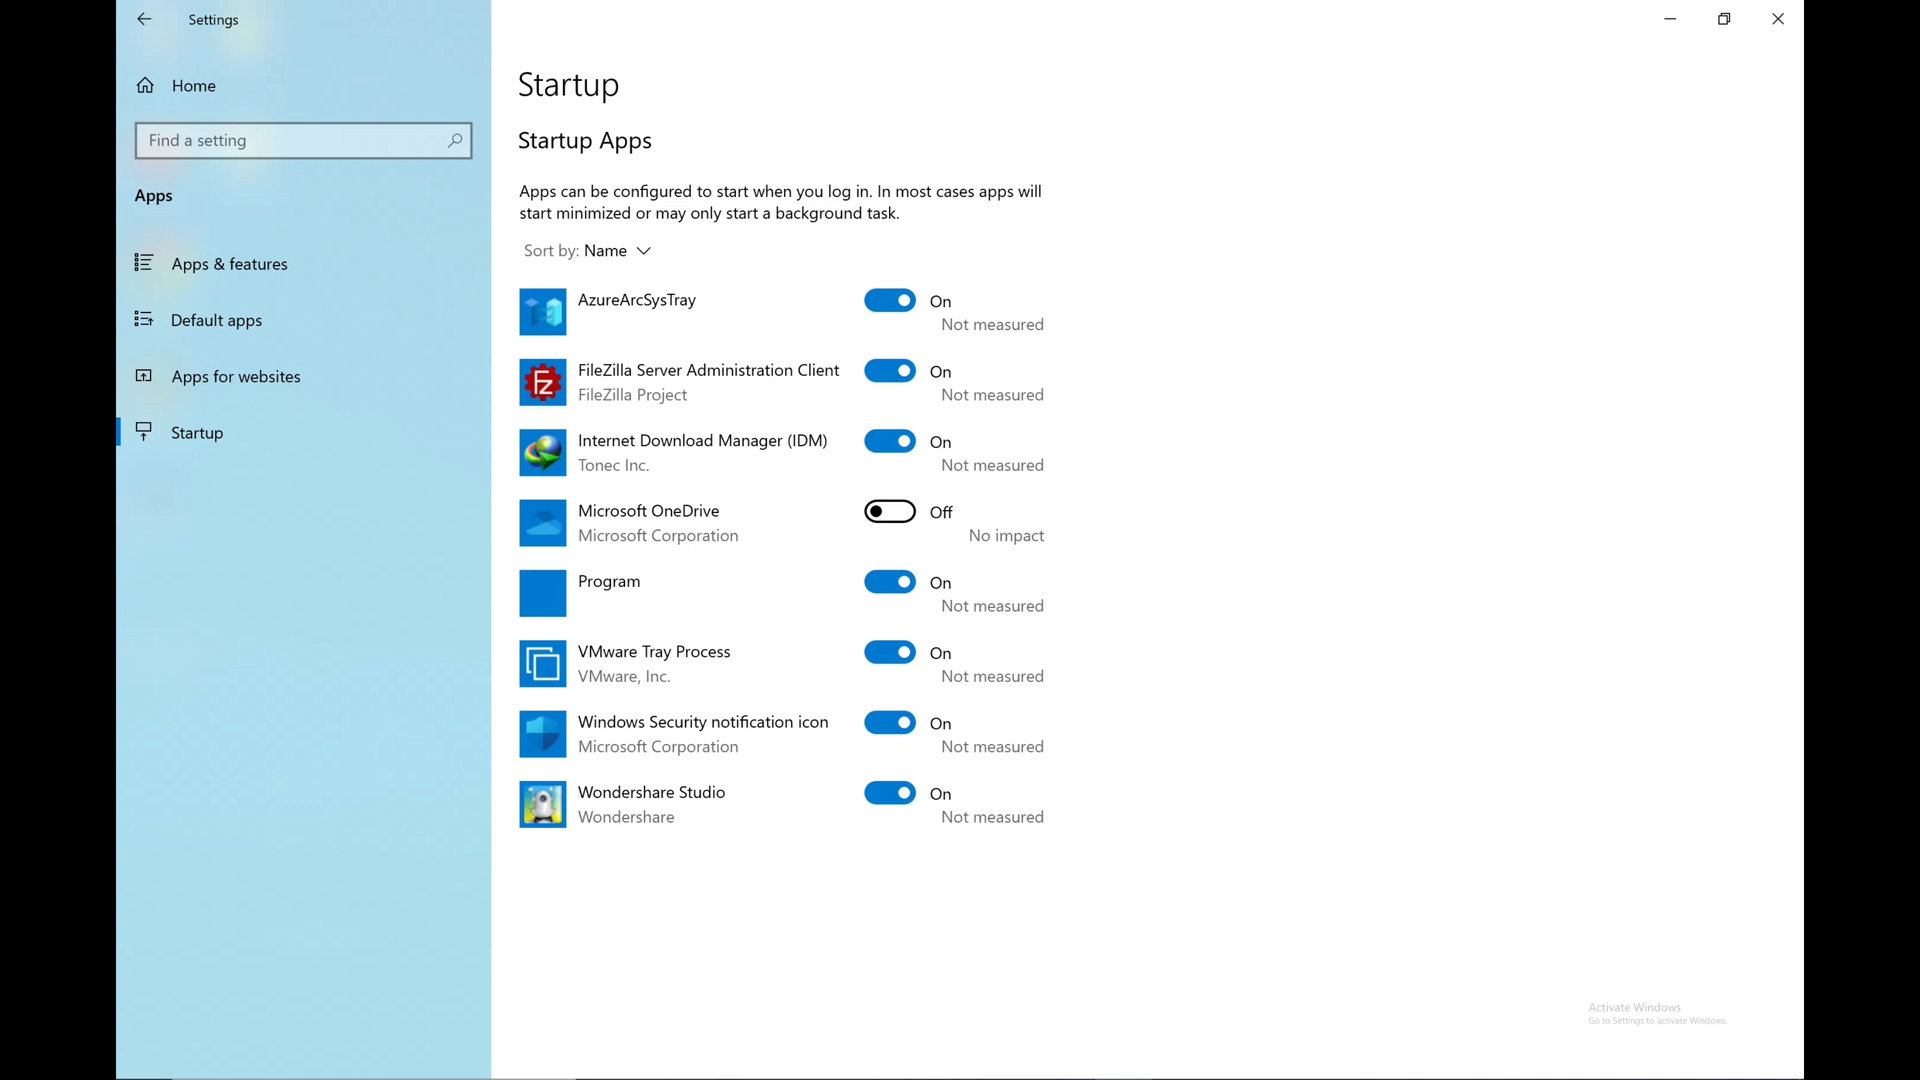 Settings
Home
Find a setting
Apps
Apps & features
Default apps
Apps for websites
Startup
Startup
Startup Apps
Apps can be configured to start when you log in. In most cases apps will
start minimized or may only start a background task.
Sort by: Name
AzureArcSysTray
On
Not measured
FileZilla Server Administration Client
FileZilla Project
On
Not measured
Internet Download Manager (IDM)
Tonec Inc.
On
Not measured
Microsoft OneDrive
Microsoft Corporation
Off
No impact
Program
On
Not measured
VMware Tray Process
VMware, Inc.
On
Not measured
Windows Security notification icon
Microsoft Corporation
On
Not measured
Wondershare Studio
Wondershare
On
Not measured
Activate Windows
Go to Settings to activate Windows.